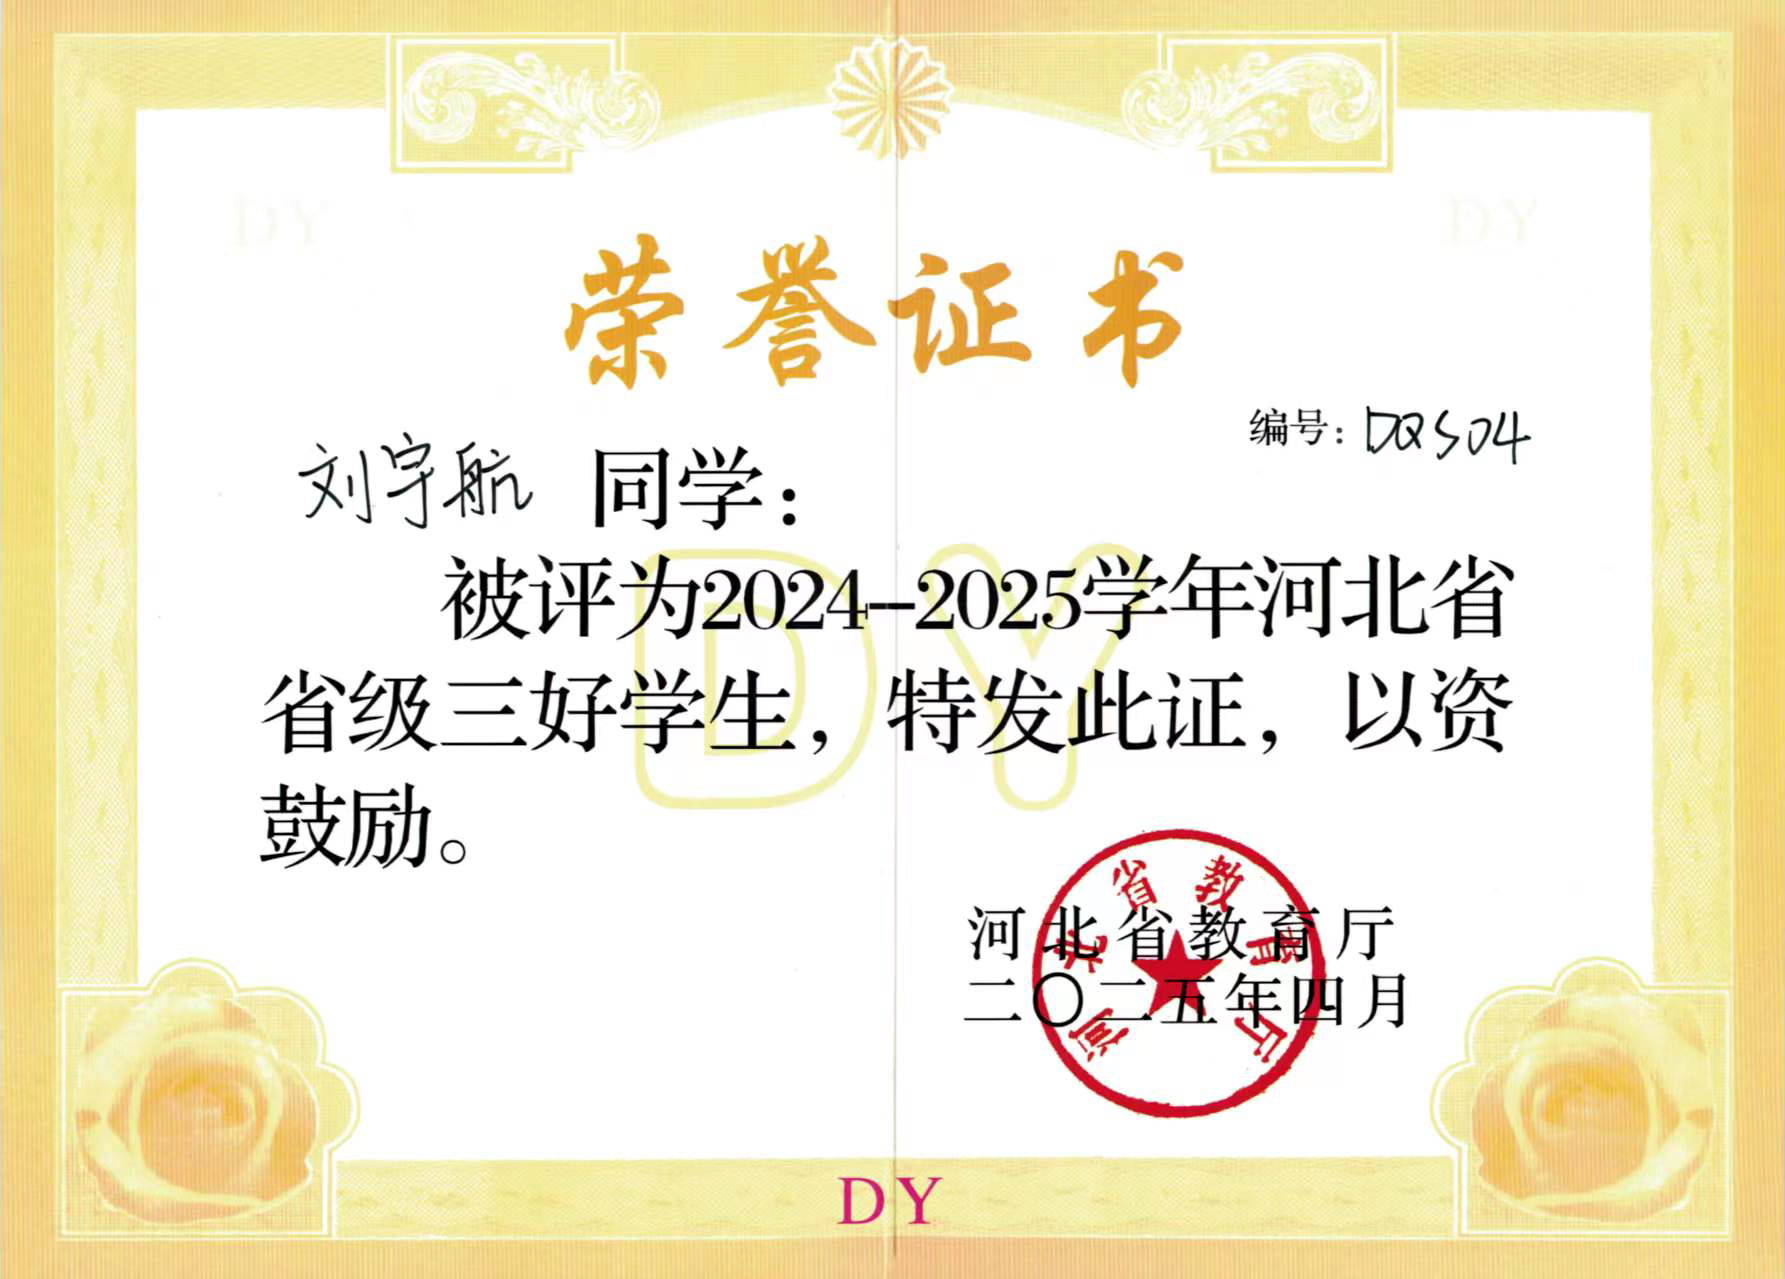 DY DY
荣誉证书
编号：DQS04
刘宇航 同学：
被评为2024--2025学年河北省
省级三好学生，特发此证，以资
鼓励。
DY
河北省教育厅
二〇二五年四月
河北省教育厅
DY